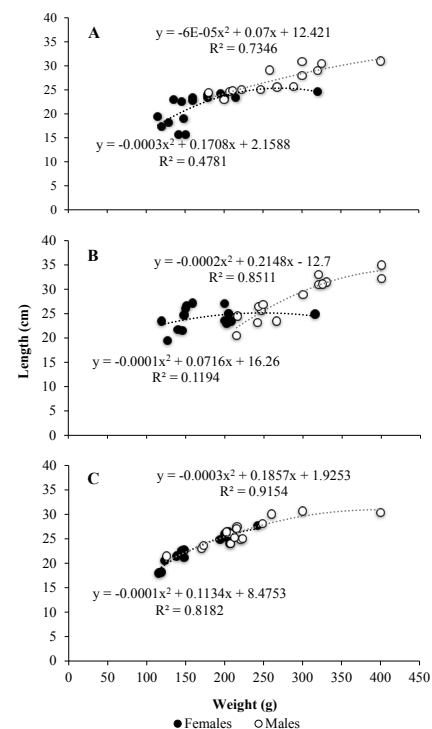 40
35
30
25
20
15
10
5
0
A
y = -6E-05x² + 0.07x + 12.421
R² = 0.7346
y = -0.0003x² + 0.1708x + 2.1588
R² = 0.4781
Length (cm)
40
35
30
25
20
15
10
5
0
B
y = -0.0002x² + 0.2148x - 12.7
R² = 0.8511
y = -0.0001x² + 0.0716x + 16.26
R² = 0.1194
40
35
30
25
20
15
10
5
0
C
y = -0.0003x² + 0.1857x + 1.9253
R² = 0.9154
y = -0.0001x² + 0.1134x + 8.4753
R² = 0.8182
0 50 100 150 200 250 300 350 400 450
Weight (g)
Females Males